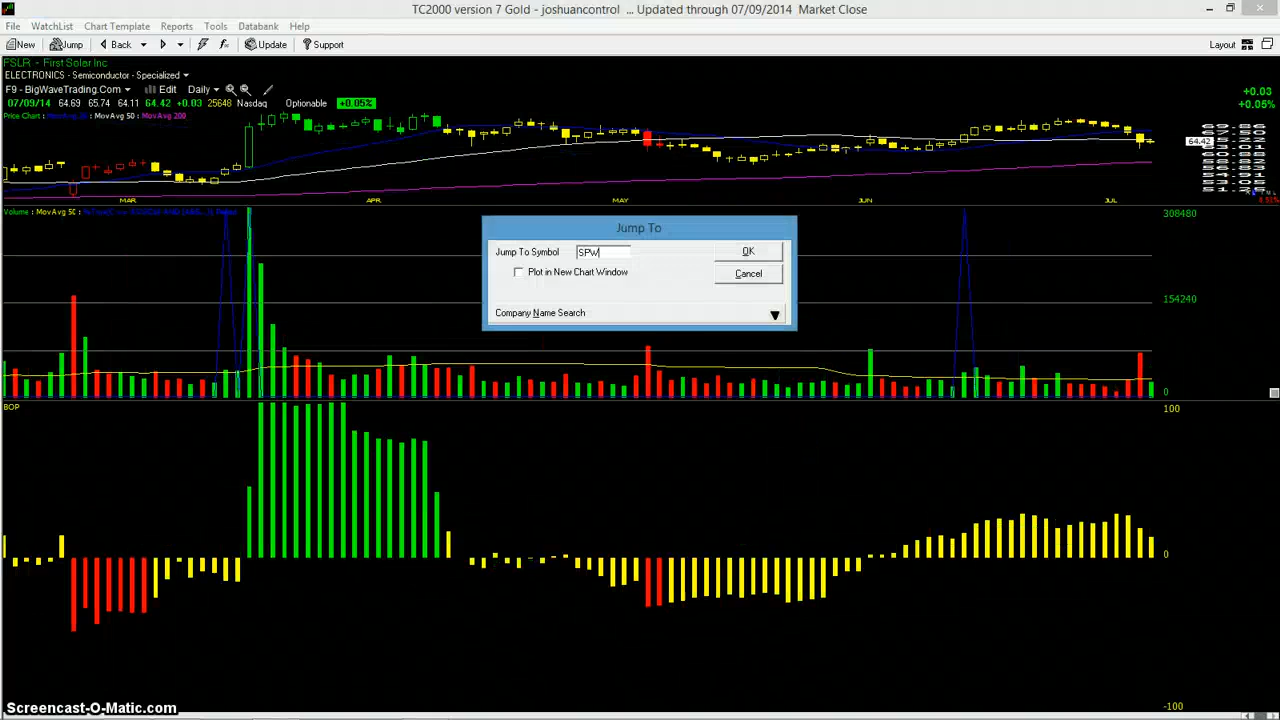 TC2000 version 7 Gold - joshuancontrol ... Updated through 07/09/2014 Market Close
File WatchList Chart Template Reports Tools Databank Help
New Jump Back Update Support Layout
FSLR - First Solar Inc
ELECTRONICS - Semiconductor - Specialized
F9 - BigWaveTrading.Com Edit Daily
+0.03
07/09/14 64.69 65.74 64.11 64.42 +0.03 25648 Nasdaq Optionable +0.05%
+0.05%
Price Chart : MovAvg 50 : MovAvg 200
64.42
MAR APR MAY JUN JUL
Volume : MovAvg 50 :
308480
154240
0
Jump To
Jump To Symbol SPW OK
Plot in New Chart Window Cancel
Company Name Search
BOP
100
0
-100
Screencast-O-Matic.com